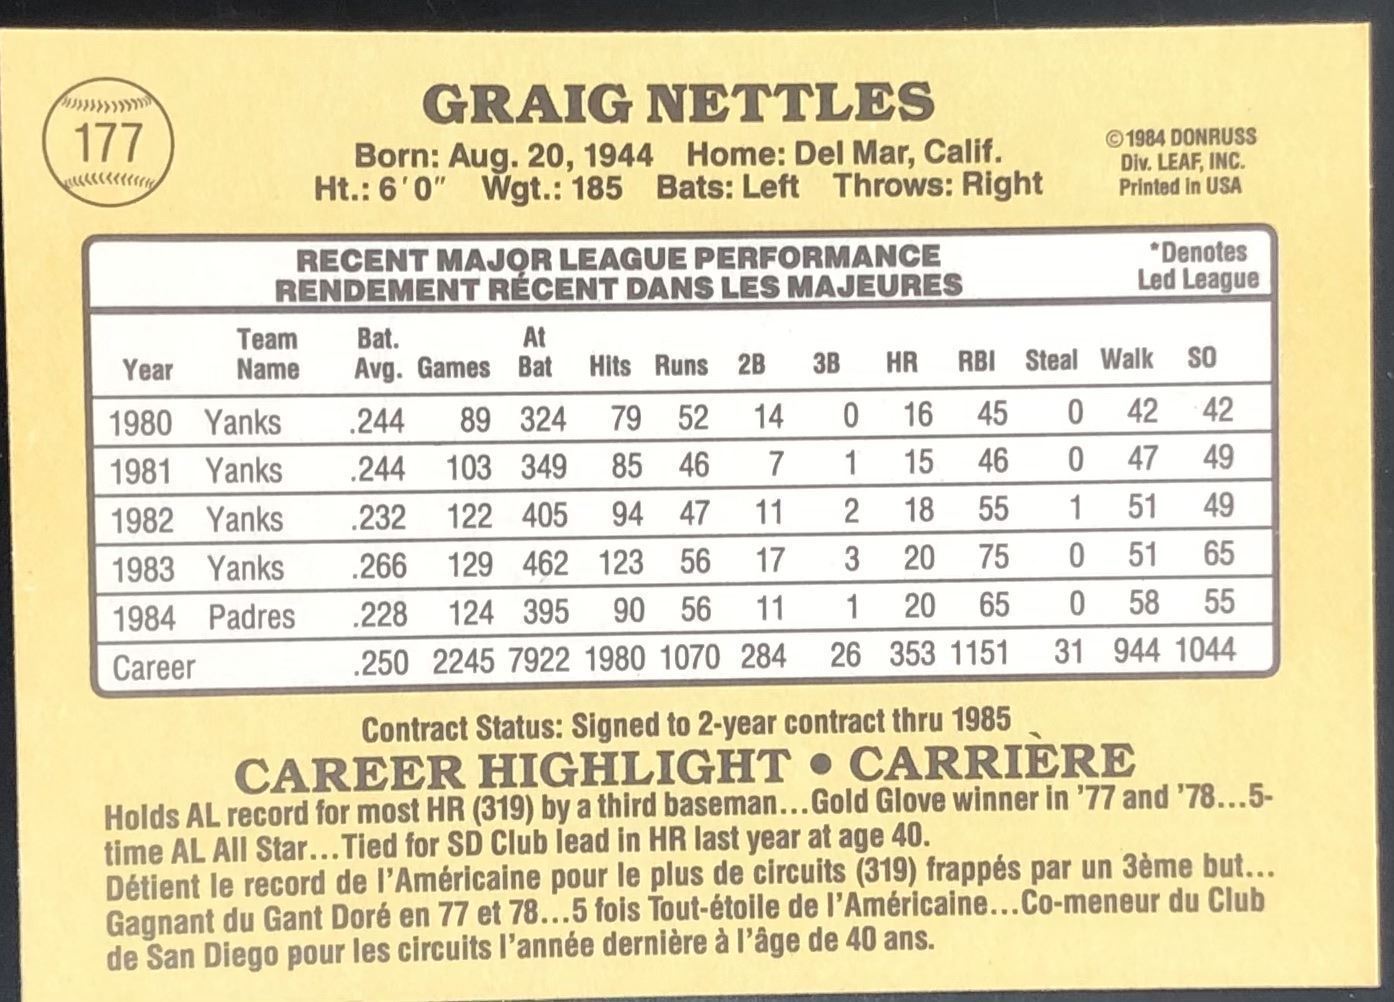 177
GRAIG NETTLES
Born: Aug. 20, 1944 Home: Del Mar, Calif.
Ht.: 6'0" Wgt.: 185 Bats: Left Throws: Right
©1984 DONRUSS
Div. LEAF, INC.
Printed in USA
RECENT MAJOR LEAGUE PERFORMANCE
RENDEMENT RÉCENT DANS LES MAJEURES
*Denotes
Led League
Year Team Name Bat. Avg. Games At Bat Hits Runs 2B 3B HR RBI Steal Walk SO
1980 Yanks .244 89 324 79 52 14 0 16 45 0 42 42
1981 Yanks .244 103 349 85 46 7 1 15 46 0 47 49
1982 Yanks .232 122 405 94 47 11 2 18 55 1 51 49
1983 Yanks .266 129 462 123 56 17 3 20 75 0 51 65
1984 Padres .228 124 395 90 56 11 1 20 65 0 58 55
Career .250 2245 7922 1980 1070 284 26 353 1151 31 944 1044
Contract Status: Signed to 2-year contract thru 1985
CAREER HIGHLIGHT • CARRIÈRE
Holds AL record for most HR (319) by a third baseman...Gold Glove winner in '77 and '78...5-
time AL All Star...Tied for SD Club lead in HR last year at age 40.
Détient le record de l'Américaine pour le plus de circuits (319) frappés par un 3ème but...
Gagnant du Gant Doré en 77 et 78...5 fois Tout-étoile de l'Américaine...Co-meneur du Club
de San Diego pour les circuits l'année dernière à l'âge de 40 ans.